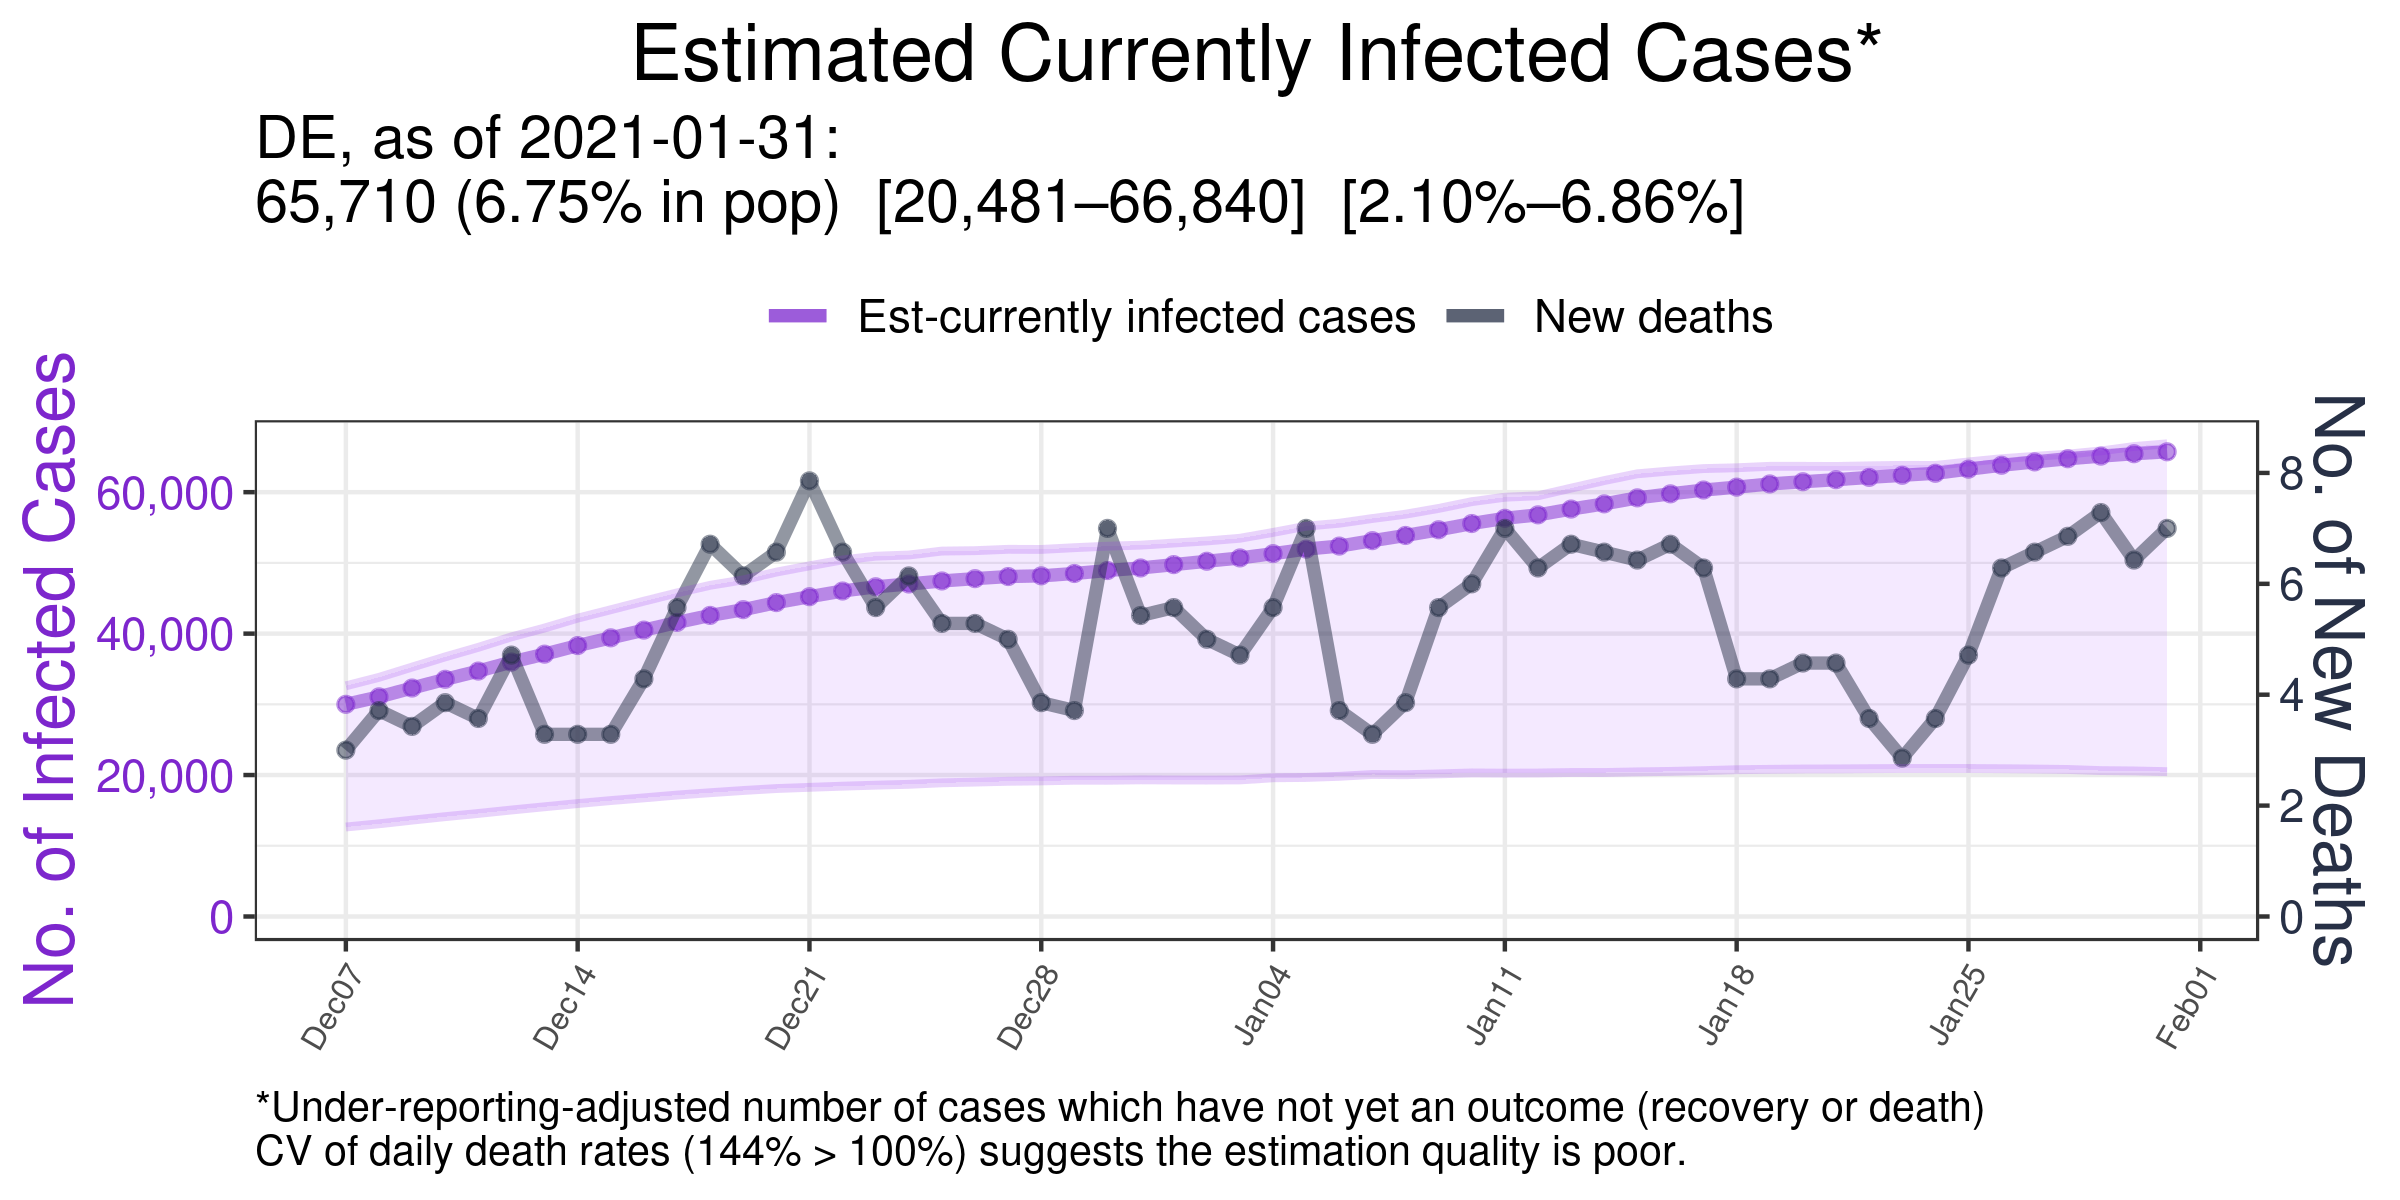 Estimated Currently Infected Cases*
DE, as of 2021-01-31:
65,710 (6.75% in pop)  [20,481–66,840]  [2.10%–6.86%]
Est-currently infected cases
New deaths
No. of Infected Cases
60,000
40,000
20,000
0
8
6
4
2
0
No. of New Deaths
Dec07
Dec14
Dec21
Dec28
Jan04
Jan11
Jan18
Jan25
Feb01
*Under-reporting-adjusted number of cases which have not yet an outcome (recovery or death)
CV of daily death rates (144% > 100%) suggests the estimation quality is poor.